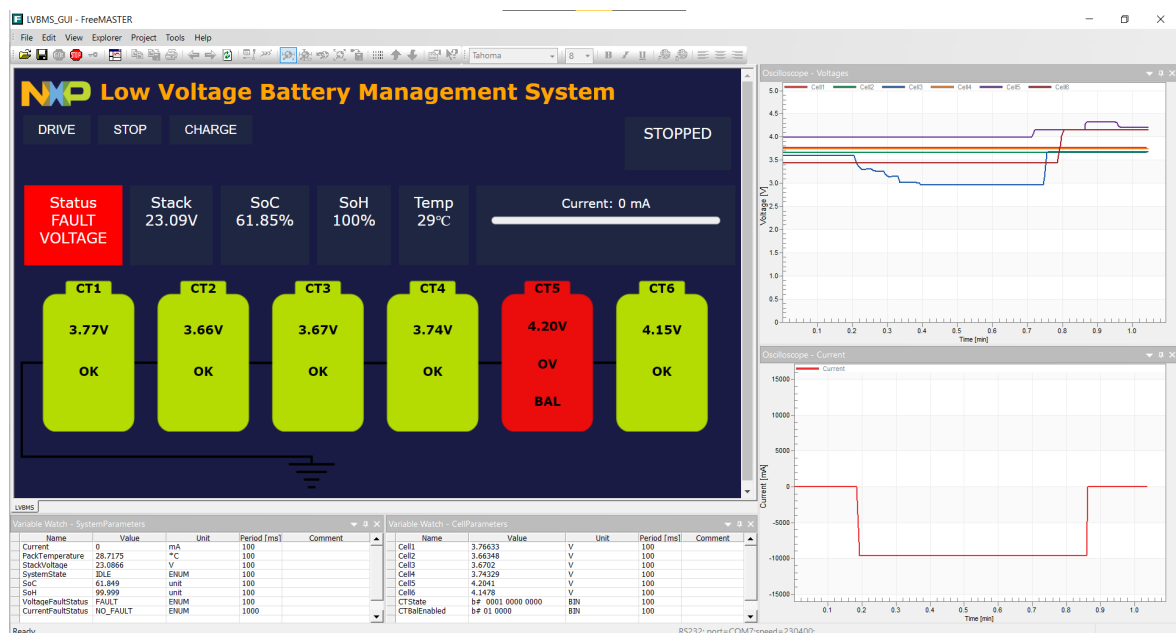 LVBMS_GUI - FreeMASTER
File Edit View Explorer Project Tools Help
Tahoma 8 B I U
NXP Low Voltage Battery Management System
DRIVE STOP CHARGE STOPPED
Status FAULT VOLTAGE
Stack 23.09V
SoC 61.85%
SoH 100%
Temp 29℃
Current: 0 mA
CT1 CT2 CT3 CT4 CT5 CT6
3.77V 3.66V 3.67V 3.74V 4.20V 4.15V
OK OK OK OK OV OK
BAL
LVBMS
Oscilloscope - Voltages
Cell1 Cell2 Cell3 Cell4 Cell5 Cell6
5.0
4.5
4.0
3.5
3.0
2.5
2.0
1.5
1.0
0.5
0
Voltage [V]
0.1 0.2 0.3 0.4 0.5 0.6 0.7 0.8 0.9 1.0
Time [min]
Oscilloscope - Current
Current
15000
10000
5000
0
-5000
-10000
-15000
Current [mA]
0.1 0.2 0.3 0.4 0.5 0.6 0.7 0.8 0.9 1.0
Time [min]
Variable Watch - SystemParameters
Name Value Unit Period [ms] Comment
Current 0 mA 100
PackTemperature 28.7175 °C 100
StackVoltage 23.0866 V 100
SystemState IDLE ENUM 100
SoC 61.849 unit 100
SoH 99.999 unit 100
VoltageFaultStatus FAULT ENUM 100
CurrentFaultStatus NO_FAULT ENUM 1000
Variable Watch - CellParameters
Name Value Unit Period [ms] Comment
Cell1 3.76633 V 100
Cell2 3.66348 V 100
Cell3 3.6702 V 100
Cell4 3.74329 V 100
Cell5 4.2041 V 100
Cell6 4.1478 V 100
CTState b# 0001 0000 0000 BIN 100
CTBalEnabled b# 01 0000 BIN 100
Ready
RS232; port=COM7;speed=230400;